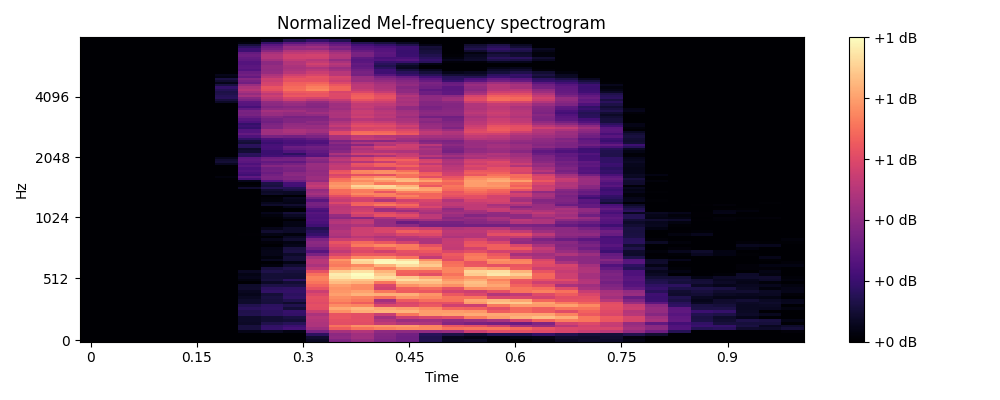 Normalized Mel-frequency spectrogram
Hz
4096
2048
1024
512
0
0 0.15 0.3 0.45 0.6 0.75 0.9
Time
+1 dB
+1 dB
+1 dB
+0 dB
+0 dB
+0 dB